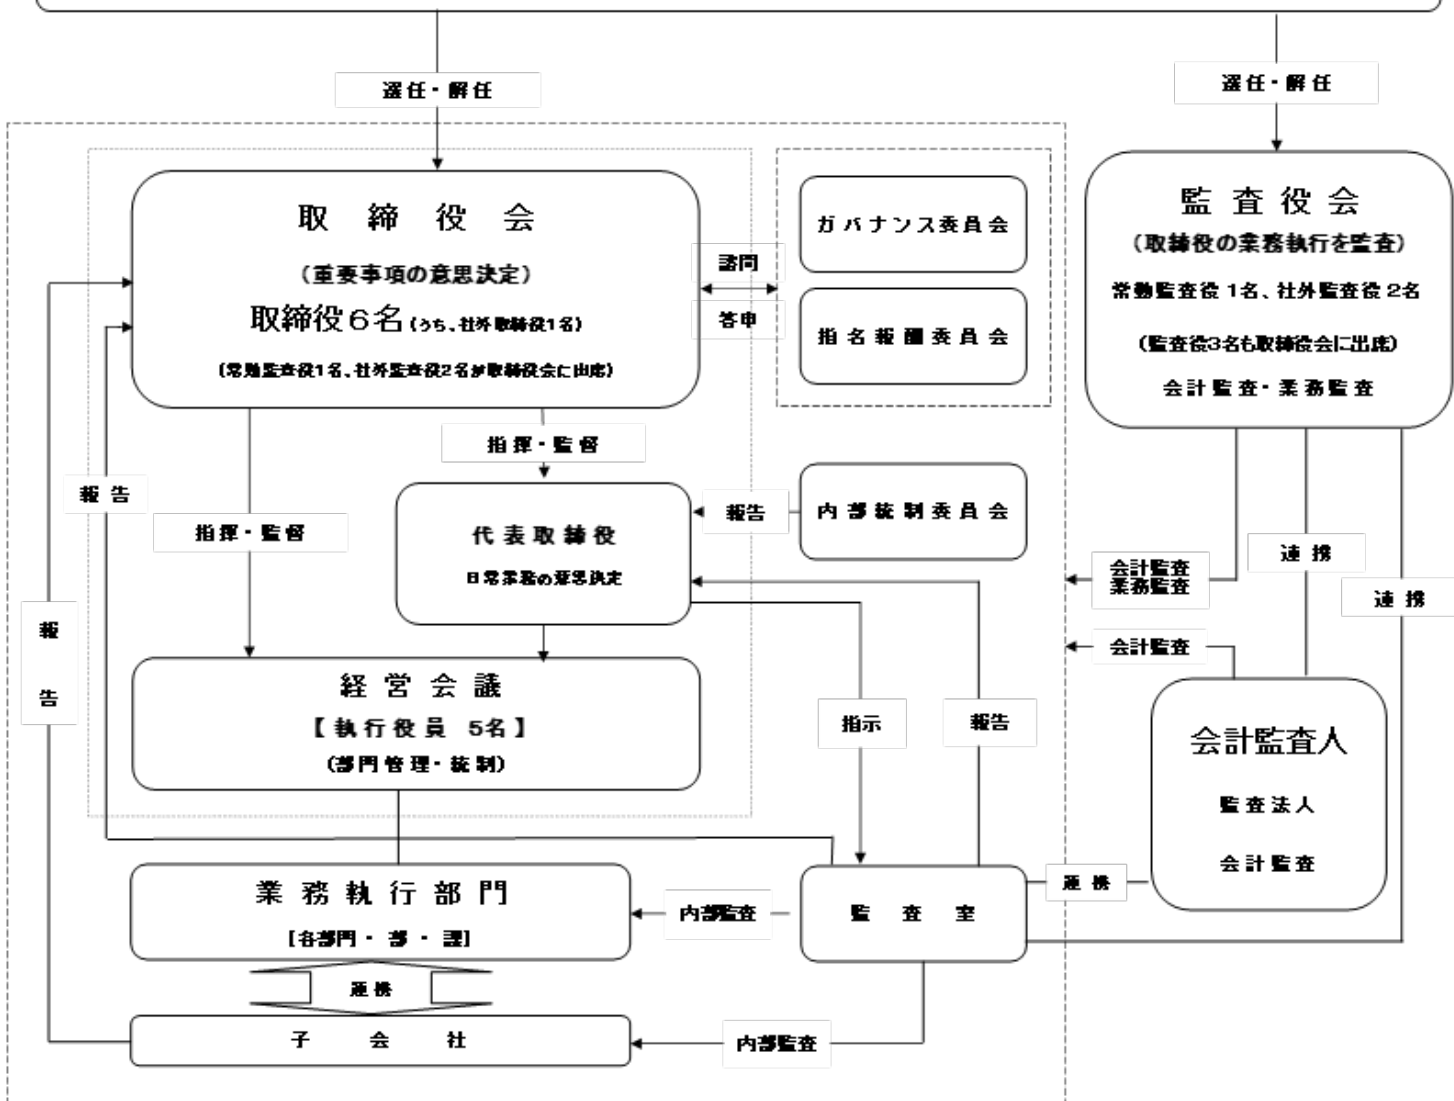 選任・解任
選任・解任
取締役会
(重要事項の意思決定)
取締役6名(うち、社外取締役1名)
(常勤監査役1名、社外監査役2名が取締役会に出席)
諮問
答申
ガバナンス委員会
指名報酬委員会
監査役会
(取締役の業務執行を監査)
常勤監査役1名、社外監査役2名
(監査役3名も取締役会に出席)
会計監査・業務監査
指揮・監督
報告
指揮・監督
代表取締役
日常業務の意思決定
報告
内部統制委員会
会計監査
業務監査
連携
連携
会計監査
報
告
経営会議
【執行役員 5名】
(部門管理・統制)
指示
報告
会計監査人
監査法人
会計監査
業務執行部門
[各部門・部・課]
内部監査
監査室
連携
連携
子会社
内部監査